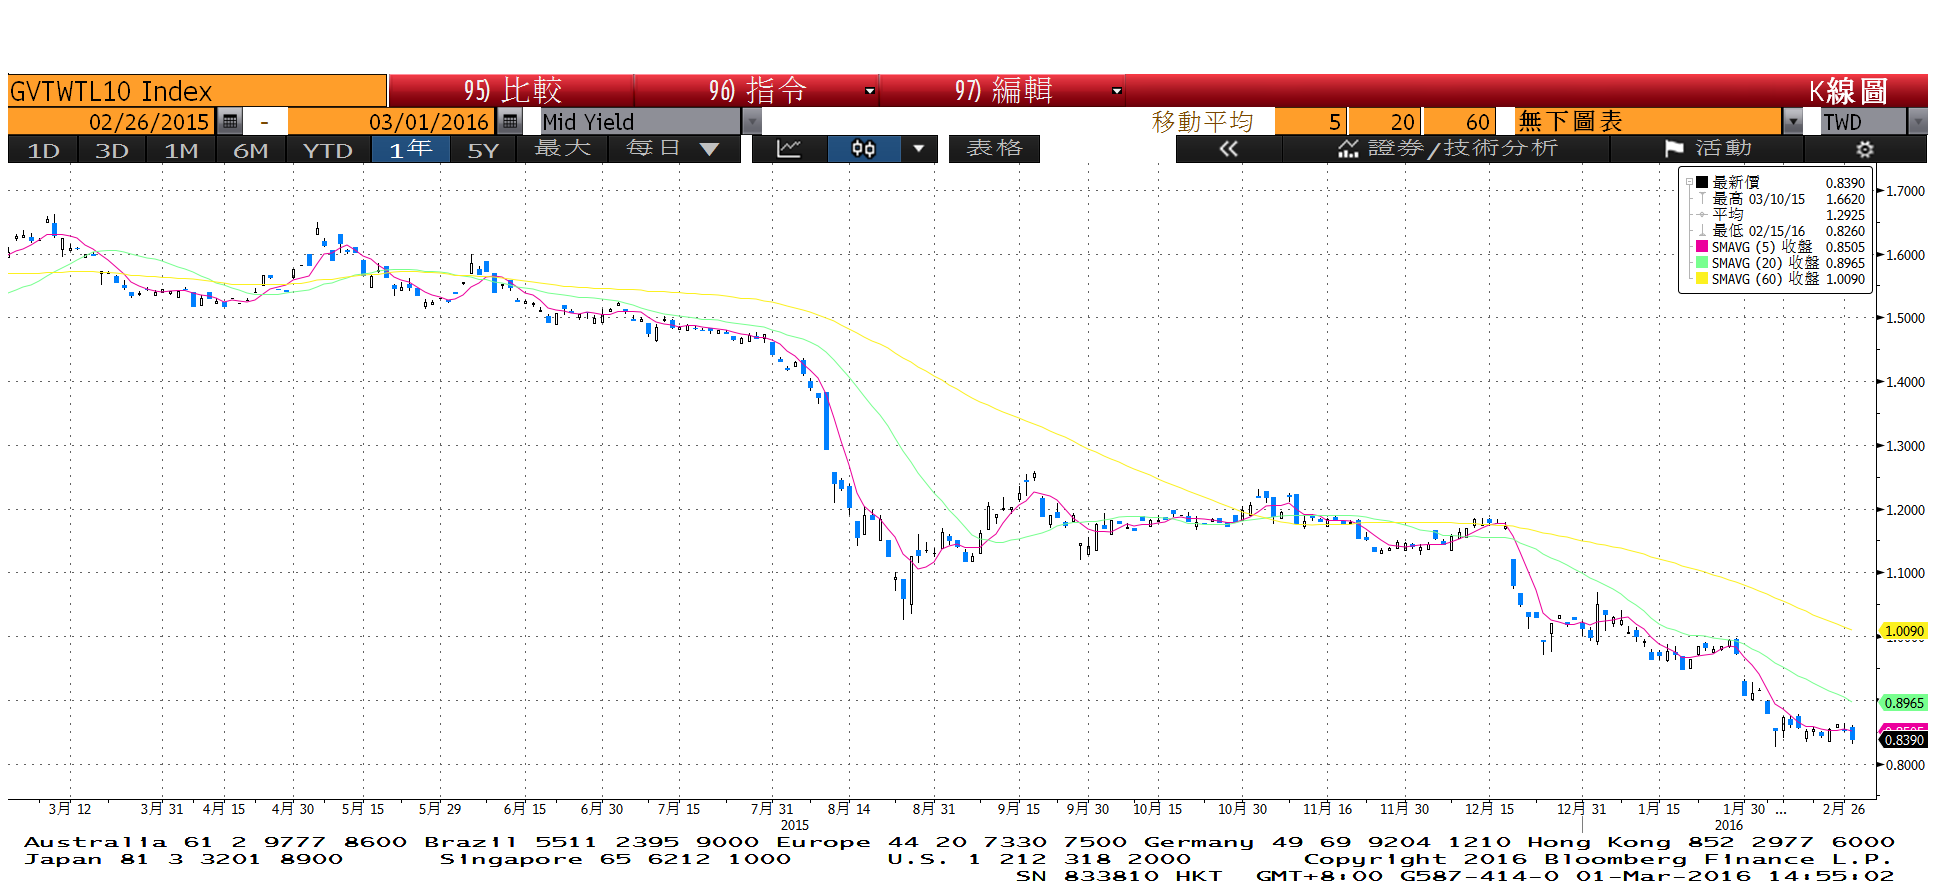 GVTWTL10 Index 95) 比較 96) 指令 97) 編輯 K線圖
02/26/2015 - 03/01/2016 Mid Yield 移動平均 5 20 60 無下圖表 TWD
1D 3D 1M 6M YTD 1年 5Y 最大 每日 表格 證券/技術分析 活動
最新價 0.8390
最高 03/10/15 1.6620
平均 1.2925
最低 02/15/16 0.8260
SMAVG (5) 收盤 0.8505
SMAVG (20) 收盤 0.8965
SMAVG (60) 收盤 1.0090
1.7000
1.6000
1.5000
1.4000
1.3000
1.2000
1.1000
1.0090
0.8965
0.8390
0.8000
3月 12 3月 31 4月 15 4月 30 5月 15 5月 29 6月 15 6月 30 7月 15 7月 31 8月 14 8月 31 9月 15 9月 30 10月 15 10月 30 11月 16 11月 30 12月 15 12月 31 1月 15 1月 30 ... 2月 26
2015 2016
Australia 61 2 9777 8600 Brazil 5511 2395 9000 Europe 44 20 7330 7500 Germany 49 69 9204 1210 Hong Kong 852 2977 6000
Japan 81 3 3201 8900 Singapore 65 6212 1000 U.S. 1 212 318 2000 Copyright 2016 Bloomberg Finance L.P.
SN 833810 HKT GMT+8:00 G587-414-0 01-Mar-2016 14:55:02